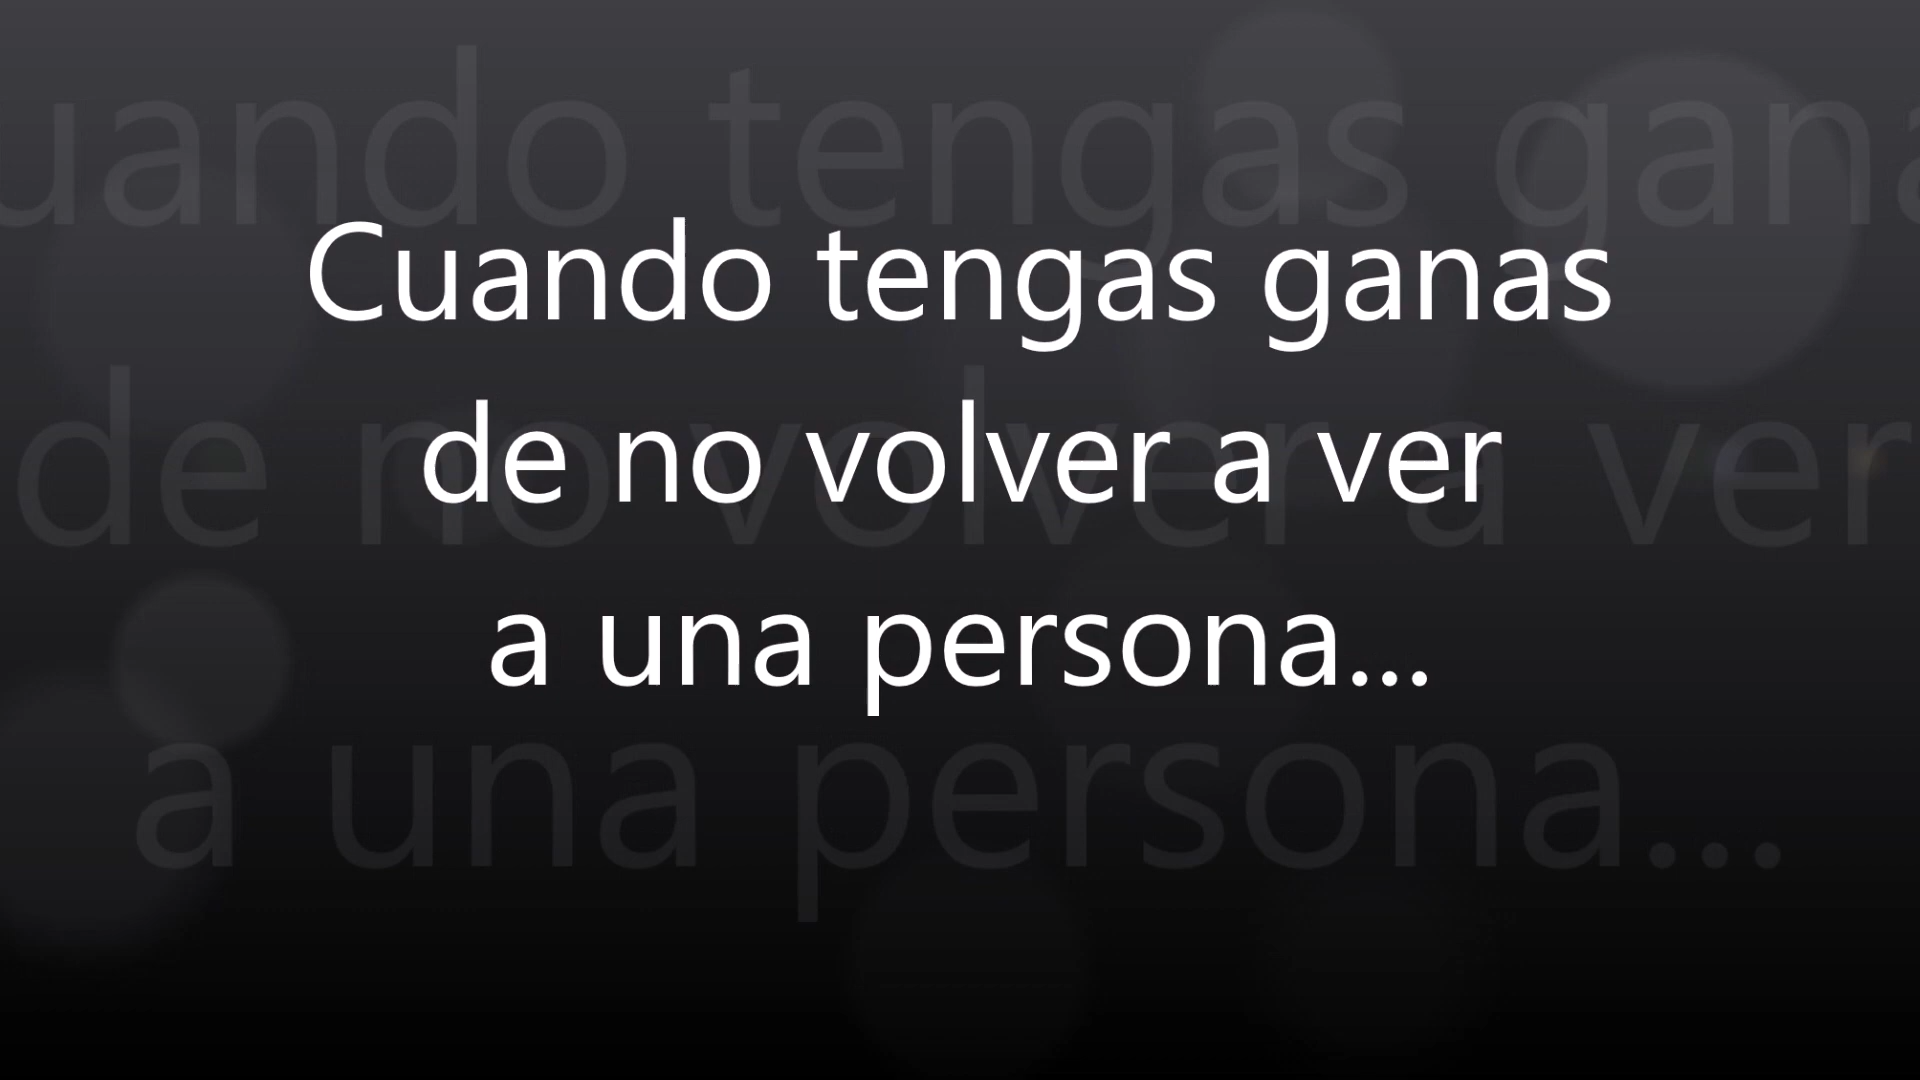 Cuando tengas ganas
de no volver a ver
a una persona...